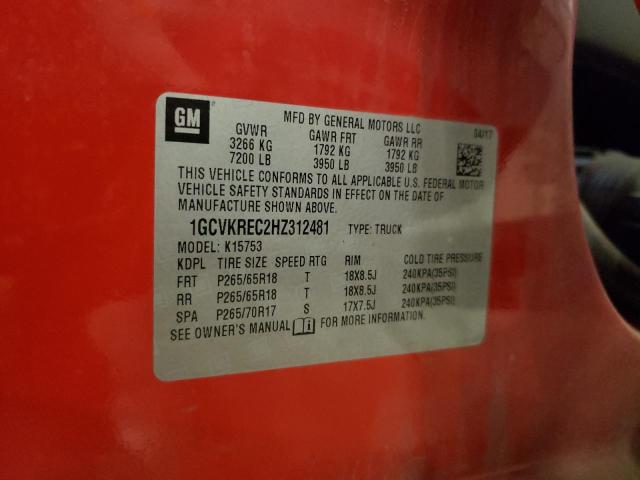 GM
MFD BY GENERAL MOTORS LLC 04/17
GVWR GAWR FRT GAWR RR
3266 KG 1792 KG 1792 KG
7200 LB 3950 LB 3950 LB
THIS VEHICLE CONFORMS TO ALL APPLICABLE U.S. FEDERAL MOTOR
VEHICLE SAFETY STANDARDS IN EFFECT ON THE DATE OF
MANUFACTURE SHOWN ABOVE.
1GCVKREC2HZ312481 TYPE: TRUCK
MODEL: K15753
KDPL TIRE SIZE SPEED RTG RIM COLD TIRE PRESSURE
FRT P265/65R18 T 18X8.5J 240KPA(35PSI)
RR P265/65R18 T 18X8.5J 240KPA(35PSI)
SPA P265/70R17 S 17X7.5J 240KPA(35PSI)
SEE OWNER'S MANUAL FOR MORE INFORMATION.